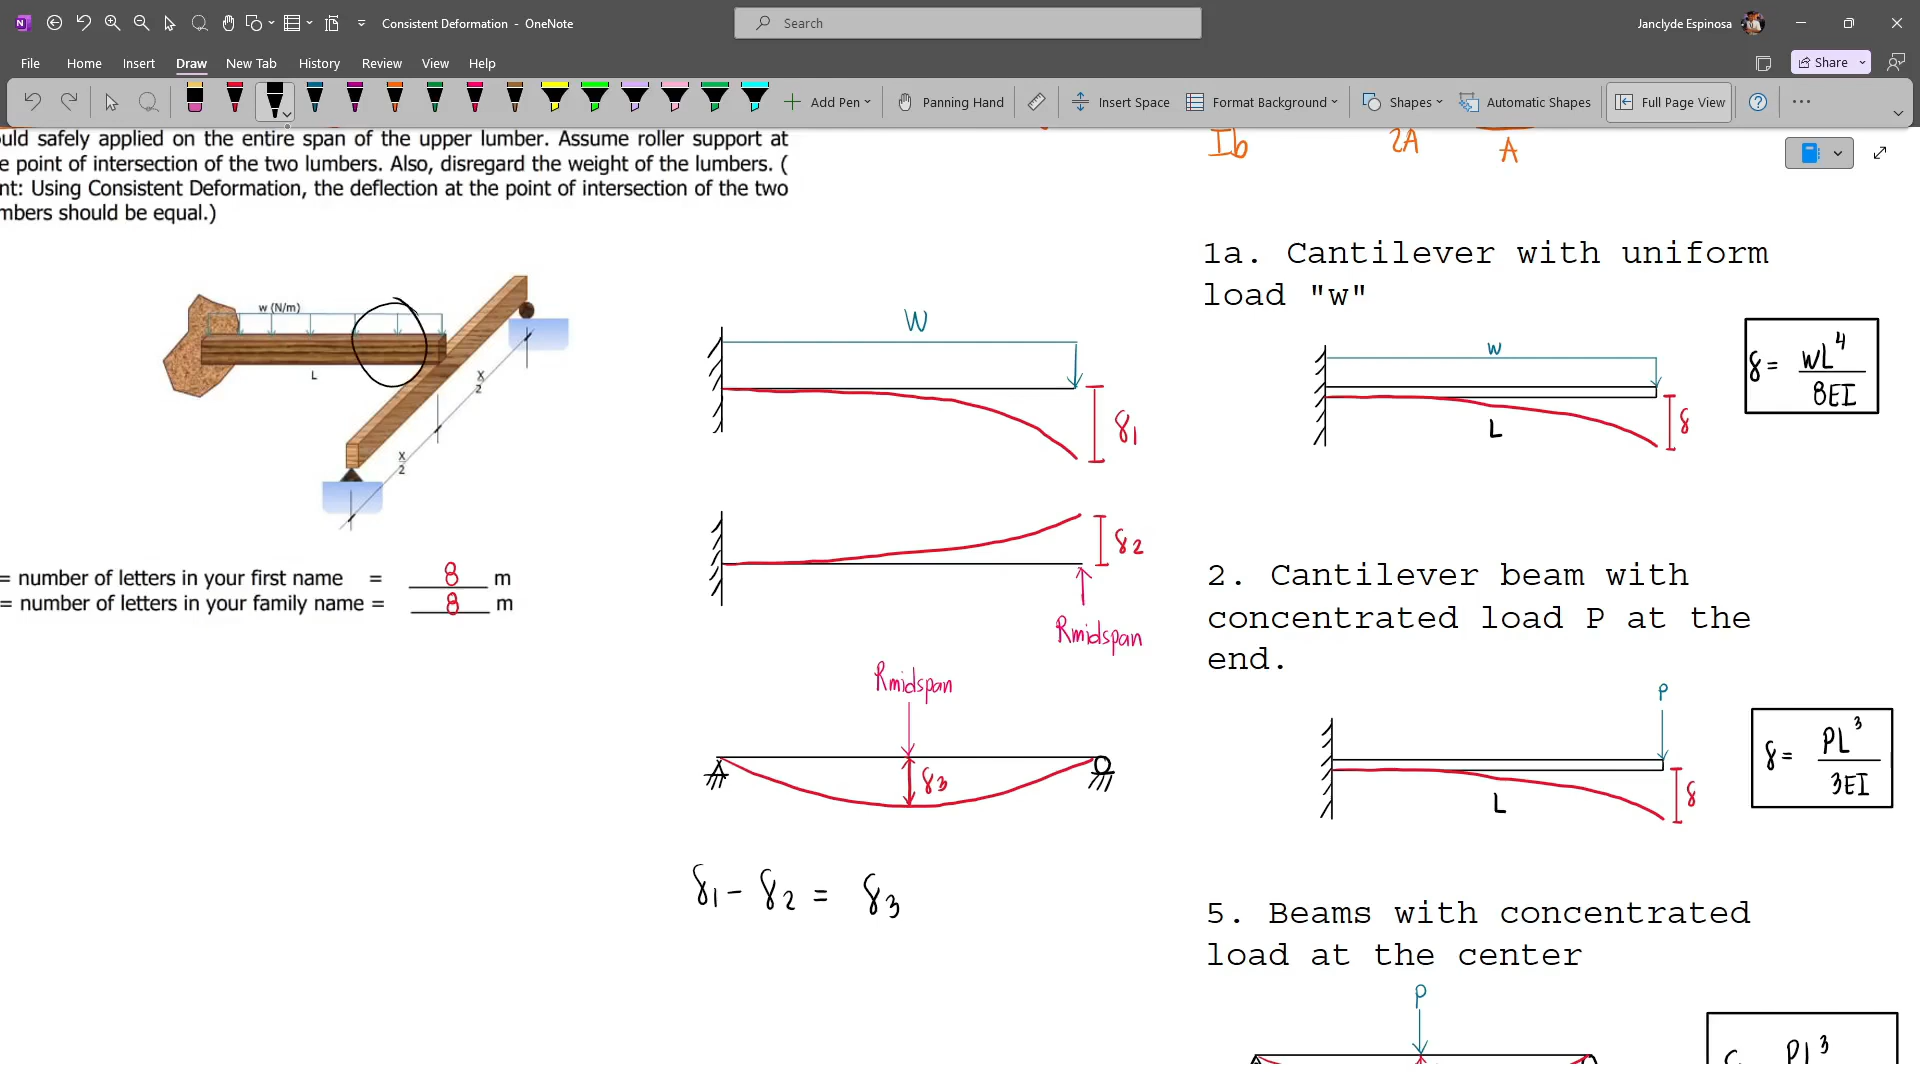 Consistent Deformation - OneNote
Search
Janclyde Espinosa
File Home Insert Draw New Tab History Review View Help
Share
Add Pen
Panning Hand
Insert Space
Format Background
Shapes
Automatic Shapes
Full Page View
uld safely applied on the entire span of the upper lumber. Assume roller support at
e point of intersection of the two lumbers. Also, disregard the weight of the lumbers. (
nt: Using Consistent Deformation, the deflection at the point of intersection of the two
mbers should be equal.)
w (N/m)
L
X
2
X
2
= number of letters in your first name = 8 m
= number of letters in your family name = 8 m
W
δ1
δ2
Rmidspan
Rmidspan
δ3
δ1 - δ2 = δ3
Ib
2A
A
1a. Cantilever with uniform
load "w"
w
L
δ
δ = WL⁴
8EI
2. Cantilever beam with
concentrated load P at the
end.
P
L
δ
δ = PL³
3EI
5. Beams with concentrated
load at the center
P
PL³